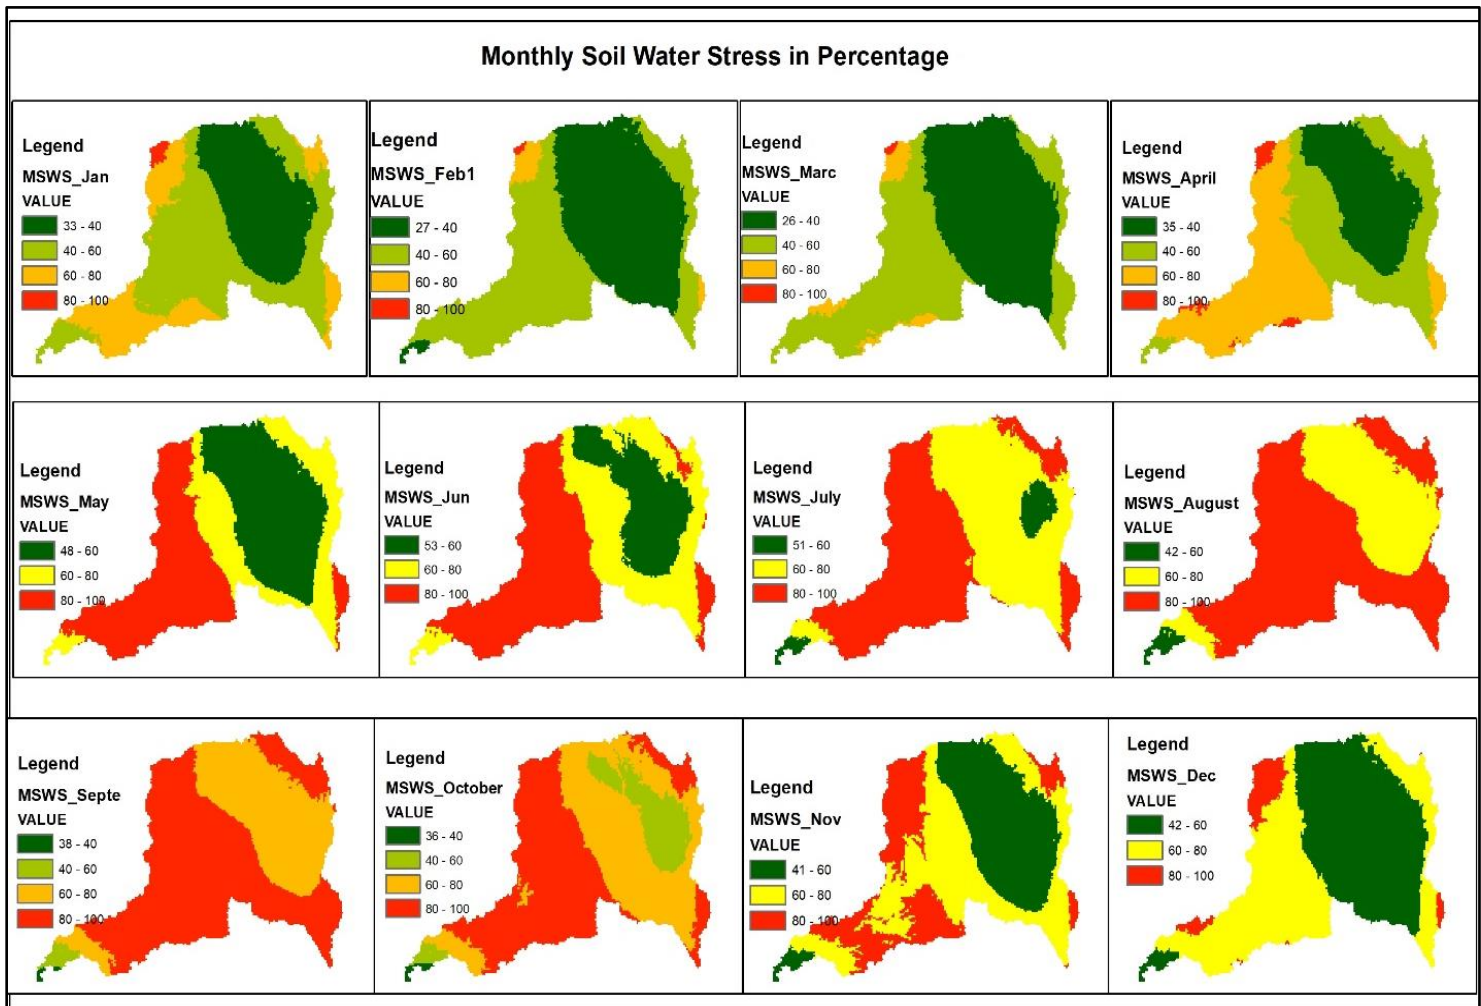 Monthly Soil Water Stress in Percentage
Legend
MSWS_Jan
VALUE
33 - 40
40 - 60
60 - 80
80 - 100
Legend
MSWS_Feb1
VALUE
27 - 40
40 - 60
60 - 80
80 - 100
Legend
MSWS_Marc
VALUE
26 - 40
40 - 60
60 - 80
80 - 100
Legend
MSWS_April
VALUE
35 - 40
40 - 60
60 - 80
80 - 100
Legend
MSWS_May
VALUE
48 - 60
60 - 80
80 - 100
Legend
MSWS_Jun
VALUE
53 - 60
60 - 80
80 - 100
Legend
MSWS_July
VALUE
51 - 60
60 - 80
80 - 100
Legend
MSWS_August
VALUE
42 - 60
60 - 80
80 - 100
Legend
MSWS_Septe
VALUE
38 - 40
40 - 60
60 - 80
80 - 100
Legend
MSWS_October
VALUE
36 - 40
40 - 60
60 - 80
80 - 100
Legend
MSWS_Nov
VALUE
41 - 60
60 - 80
80 - 100
Legend
MSWS_Dec
VALUE
42 - 60
60 - 80
80 - 100